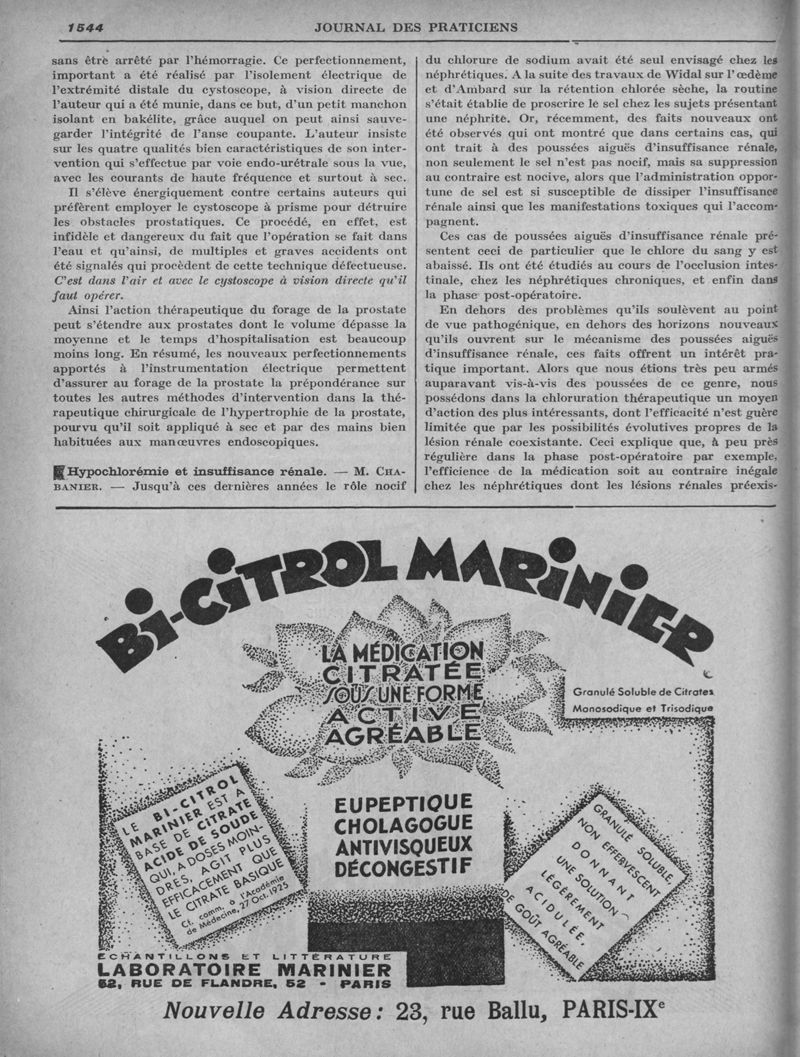 1544
JOURNAL DES PRATICIENS
sans être arrêté par l'hémorragie. Ce perfectionnement,
important a été réalisé par l'isolement électrique de
l'extrémité distale du cystoscope, à vision directe de
l'auteur qui a été munie, dans ce but, d'un petit manchon
isolant en bakélite, grâce auquel on peut ainsi sauve-
garder l'intégrité de l'anse coupante. L'auteur insiste
sur les quatre qualités bien caractéristiques de son inter-
vention qui s'effectue par voie endo-urétrale sous la vue,
avec les courants de haute fréquence et surtout à sec.
Il s'élève énergiquement contre certains auteurs qui
préfèrent employer le cystoscope à prisme pour détruire
les obstacles prostatiques. Ce procédé, en effet, est
infidèle et dangereux du fait que l'opération se fait dans
l'eau et qu'ainsi, de multiples et graves accidents ont
été signalés qui procèdent de cette technique défectueuse.
C'est dans l'air et avec le cystoscope à vision directe qu'il
faut opérer.
Ainsi l'action thérapeutique du forage de la prostate
peut s'étendre aux prostates dont le volume dépasse la
moyenne et le temps d'hospitalisation est beaucoup
moins long. En résumé, les nouveaux perfectionnements
apportés à l'instrumentation électrique permettent
d'assurer au forage de la prostate la prépondérance sur
toutes les autres méthodes d'intervention dans la thé-
rapeutique chirurgicale de l'hypertrophie de la prostate,
pourvu qu'il soit appliqué à sec et par des mains bien
habituées aux manœuvres endoscopiques.
Hypochlorémie et insuffisance rénale. — M. CHA-
BANIER. — Jusqu'à ces dernières années le rôle nocif
du chlorure de sodium avait été seul envisagé chez les
néphrétiques. A la suite des travaux de Widal sur l'œdème
et d'Ambard sur la rétention chlorée sèche, la routine
s'était établie de proscrire le sel chez les sujets présentant
une néphrite. Or, récemment, des faits nouveaux ont
été observés qui ont montré que dans certains cas, qui
ont trait à des poussées aiguës d'insuffisance rénale,
non seulement le sel n'est pas nocif, mais sa suppression
au contraire est nocive, alors que l'administration oppor-
tune de sel est si susceptible de dissiper l'insuffisance
rénale ainsi que les manifestations toxiques qui l'accom-
pagnent.
Ces cas de poussées aiguës d'insuffisance rénale pré-
sentent ceci de particulier que le chlore du sang y est
abaissé. Ils ont été étudiés au cours de l'occlusion intes-
tinale, chez les néphrétiques chroniques, et enfin dans
la phase post-opératoire.
En dehors des problèmes qu'ils soulèvent au point
de vue pathogénique, en dehors des horizons nouveaux
qu'ils ouvrent sur le mécanisme des poussées aiguës
d'insuffisance rénale, ces faits offrent un intérêt pra-
tique important. Alors que nous étions très peu armés
auparavant vis-à-vis des poussées de ce genre, nous
possédons dans la chloruration thérapeutique un moyen
d'action des plus intéressants, dont l'efficacité n'est guère
limitée que par les possibilités évolutives propres de la
lésion rénale coexistante. Ceci explique que, à peu près
régulière dans la phase post-opératoire par exemple,
l'efficience de la médication soit au contraire inégale
chez les néphrétiques dont les lésions rénales préexis-
BI-CITROL MARINIER
LA MÉDICATION
CITRATÉE
SOUS UNE FORME
ACTIVE
AGRÉABLE
Granulé Soluble de Citrates
Monosodique et Trisodique
LE BI-CITROL
MARINIER EST A
BASE DE CITRATE
ACIDE DE SOUDE
QUI, A DOSES MOIN-
DRES, AGIT PLUS
EFFICACEMENT QUE
LE CITRATE BASIQUE
Cf. comm. à l'Académie
de Médecine, 27 Oct. 1925
EUPEPTIQUE
CHOLAGOGUE
ANTIVISQUEUX
DÉCONGESTIF
GRANULÉ SOLUBLE
NON EFFERVESCENT
DONNANT
UNE SOLUTION
LÉGÈREMENT
ACIDULÉE.
DE GOÛT AGRÉABLE
ECHANTILLONS ET LITTÉRATURE
LABORATOIRE MARINIER
52, RUE DE FLANDRE, 52 - PARIS
Nouvelle Adresse : 23, rue Ballu, PARIS-IXe